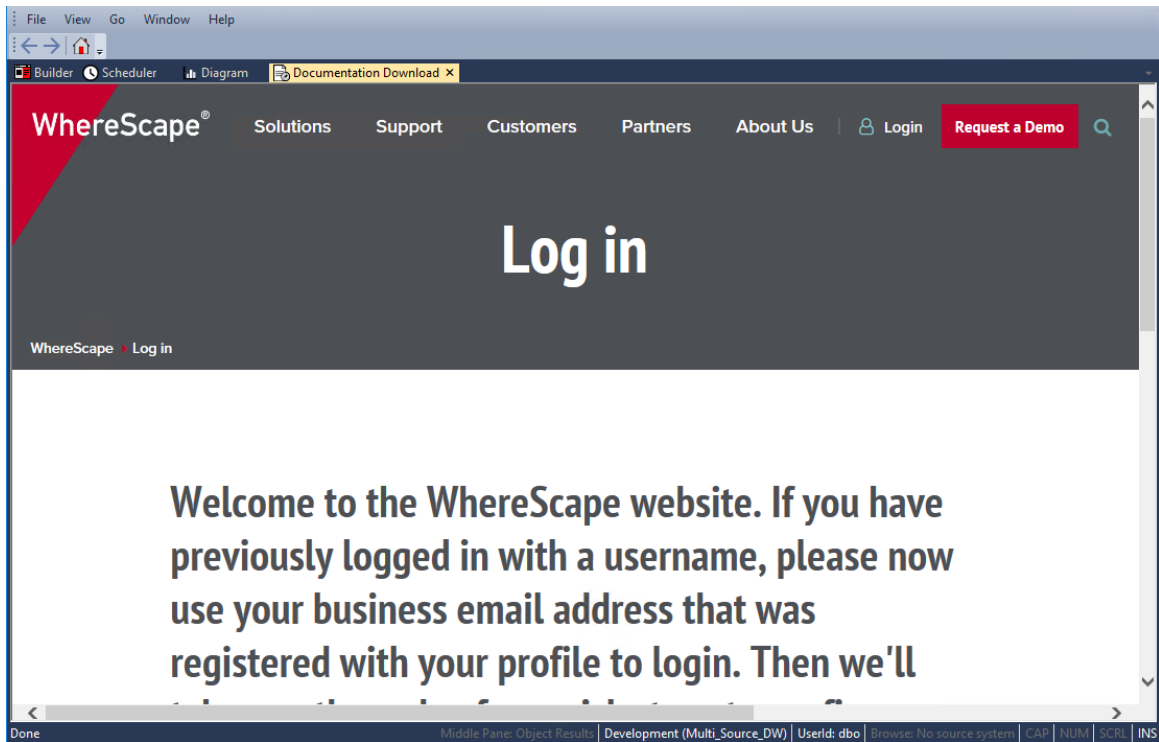 File View Go Window Help
Builder Scheduler Diagram Documentation Download ×
WhereScape® Solutions Support Customers Partners About Us Login Request a Demo
Log in
WhereScape Log in
Welcome to the WhereScape website. If you have
previously logged in with a username, please now
use your business email address that was
registered with your profile to login. Then we'll
Done Middle Pane: Object Results Development (Multi_Source_DW) UserId: dbo Browse: No source system CAP NUM SCRL INS